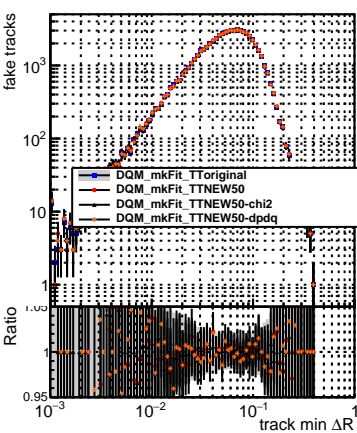 fake tracks
10³
10²
10
1
DQM_mkFit_TToriginal
DQM_mkFit_TTNEW50
DQM_mkFit_TTNEW50-chi2
DQM_mkFit_TTNEW50-dpdq
Ratio
1.05
1
0.95
10⁻³ 10⁻² 10⁻¹ 1
track min ΔR